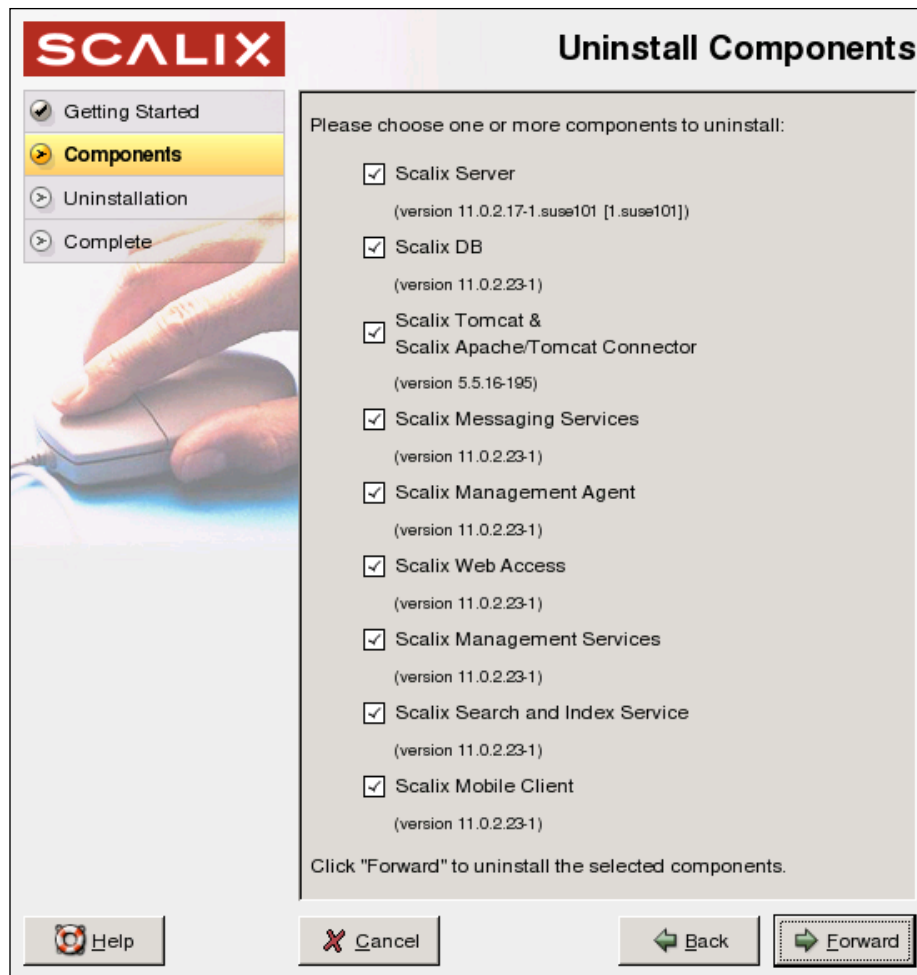 SCALIX
Uninstall Components
Getting Started
Components
Uninstallation
Complete
Please choose one or more components to uninstall:
Scalix Server
(version 11.0.2.17-1.suse101 [1.suse101])
Scalix DB
(version 11.0.2.23-1)
Scalix Tomcat &
Scalix Apache/Tomcat Connector
(version 5.5.16-195)
Scalix Messaging Services
(version 11.0.2.23-1)
Scalix Management Agent
(version 11.0.2.23-1)
Scalix Web Access
(version 11.0.2.23-1)
Scalix Management Services
(version 11.0.2.23-1)
Scalix Search and Index Service
(version 11.0.2.23-1)
Scalix Mobile Client
(version 11.0.2.23-1)
Click "Forward" to uninstall the selected components.
Help
Cancel
Back
Forward